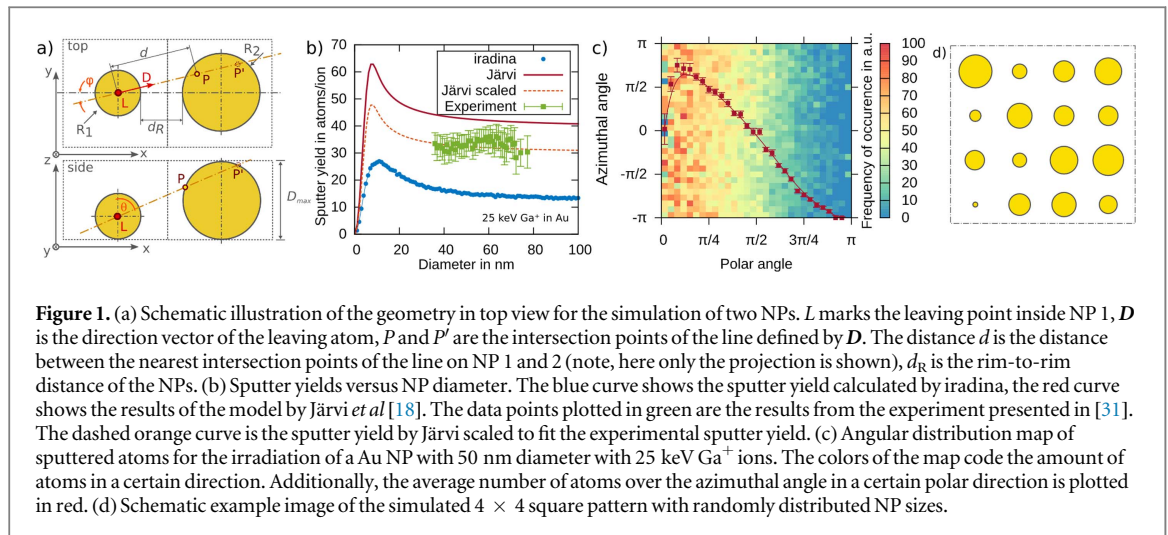 a)
top
d
R2
y
φ
D
P
P'
L
R1
dR
z
x
side
P'
P
θ
L
Dmax
z
y
x
b)
70
60
50
40
30
20
10
0
Sputter yield in atoms/ion
iradina
Järvi
Järvi scaled
Experiment
25 keV Ga+ in Au
0 20 40 60 80 100
Diameter in nm
c)
π
π/2
0
-π/2
-π
Azimuthal angle
0 π/4 π/2 3π/4 π
Polar angle
Frequency of occurence in a.u.
100
90
80
70
60
50
40
30
20
10
0
d)
Figure 1. (a) Schematic illustration of the geometry in top view for the simulation of two NPs. L marks the leaving point inside NP 1, D
is the direction vector of the leaving atom, P and P′ are the intersection points of the line defined by D. The distance d is the distance
between the nearest intersection points of the line on NP 1 and 2 (note, here only the projection is shown), dR is the rim-to-rim
distance of the NPs. (b) Sputter yields versus NP diameter. The blue curve shows the sputter yield calculated by iradina, the red curve
shows the results of the model by Järvi et al [18]. The data points plotted in green are the results from the experiment presented in [31].
The dashed orange curve is the sputter yield by Järvi scaled to fit the experimental sputter yield. (c) Angular distribution map of
sputtered atoms for the irradiation of a Au NP with 50 nm diameter with 25 keV Ga+ ions. The colors of the map code the amount of
atoms in a certain direction. Additionally, the average number of atoms over the azimuthal angle in a certain polar direction is plotted
in red. (d) Schematic example image of the simulated 4 × 4 square pattern with randomly distributed NP sizes.